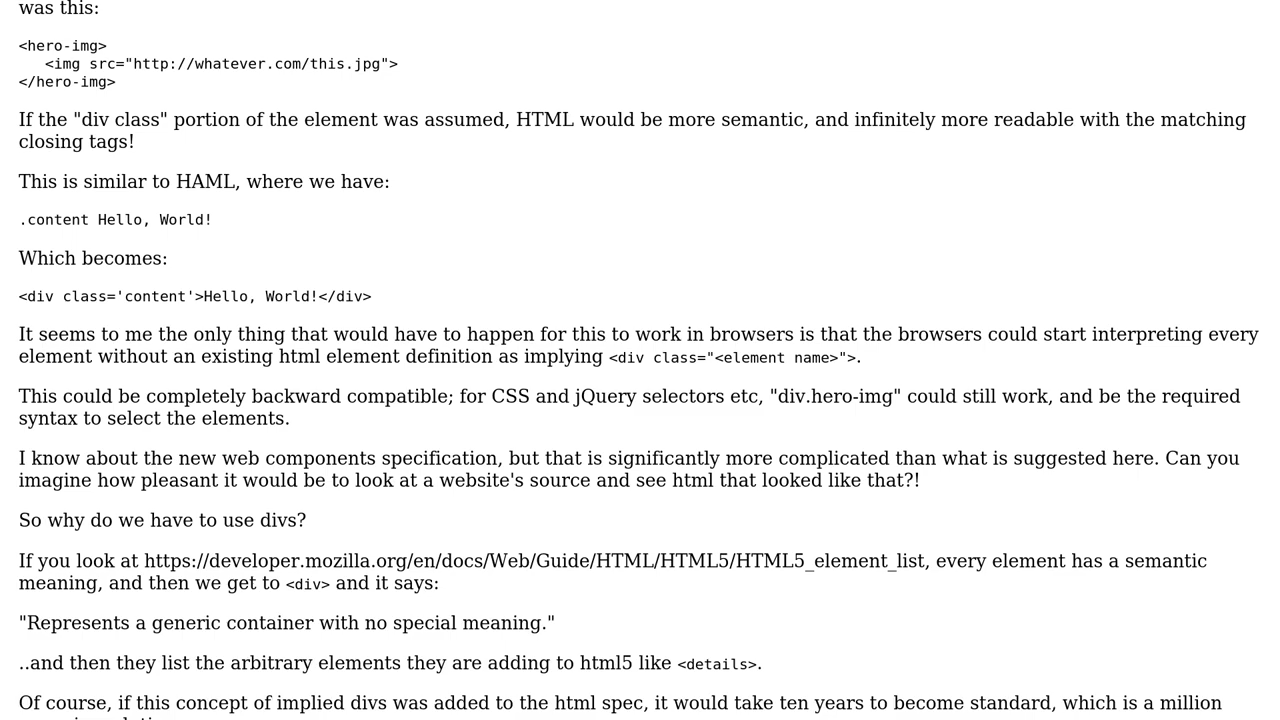 was this:
<hero-img>
   <img src="http://whatever.com/this.jpg">
</hero-img>
If the "div class" portion of the element was assumed, HTML would be more semantic, and infinitely more readable with the matching
closing tags!
This is similar to HAML, where we have:
.content Hello, World!
Which becomes:
<div class='content'>Hello, World!</div>
It seems to me the only thing that would have to happen for this to work in browsers is that the browsers could start interpreting every
element without an existing html element definition as implying <div class="<element name>">.
This could be completely backward compatible; for CSS and jQuery selectors etc, "div.hero-img" could still work, and be the required
syntax to select the elements.
I know about the new web components specification, but that is significantly more complicated than what is suggested here. Can you
imagine how pleasant it would be to look at a website's source and see html that looked like that?!
So why do we have to use divs?
If you look at https://developer.mozilla.org/en/docs/Web/Guide/HTML/HTML5/HTML5_element_list, every element has a semantic
meaning, and then we get to <div> and it says:
"Represents a generic container with no special meaning."
..and then they list the arbitrary elements they are adding to html5 like <details>.
Of course, if this concept of implied divs was added to the html spec, it would take ten years to become standard, which is a million